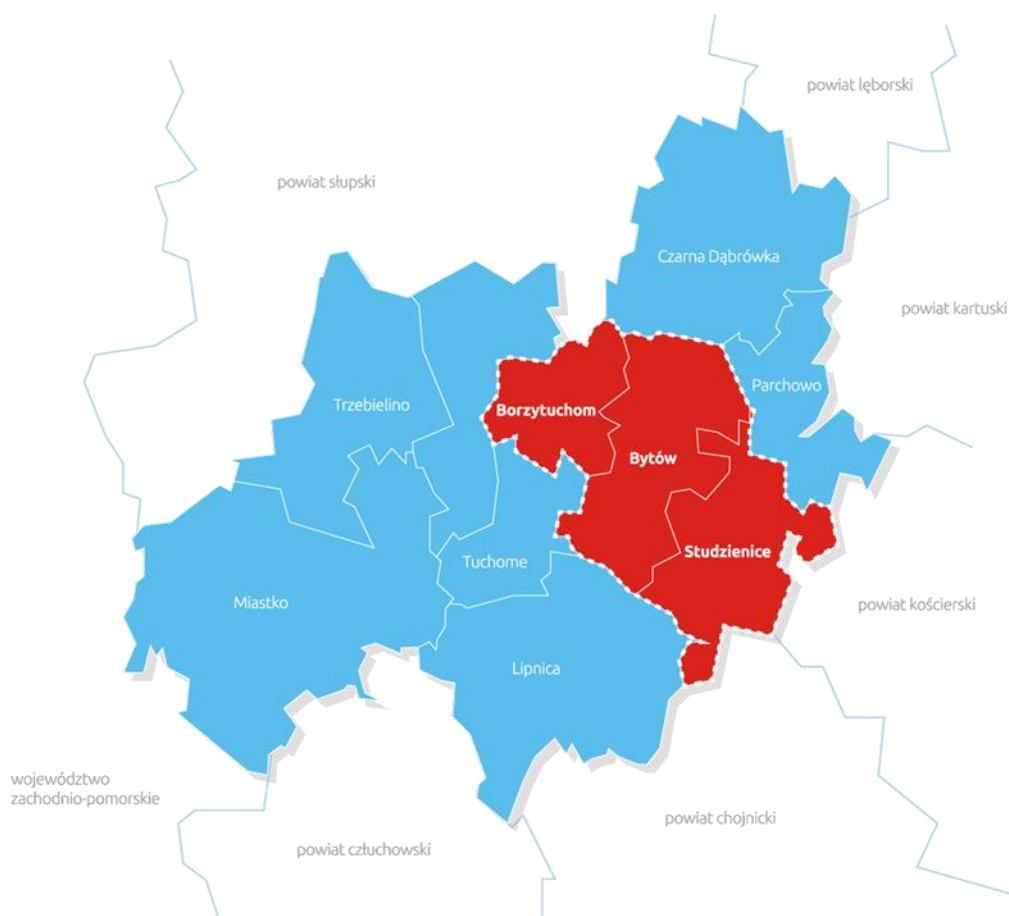 powiat lęborski
powiat słupski
Czarna Dąbrówka
powiat kartuski
Parchowo
Trzebielino
Borzytuchom
Bytów
Studzienice
Tuchome
Miastko
powiat kościerski
Lipnica
województwo
zachodnio-pomorskie
powiat chojnicki
powiat człuchowski